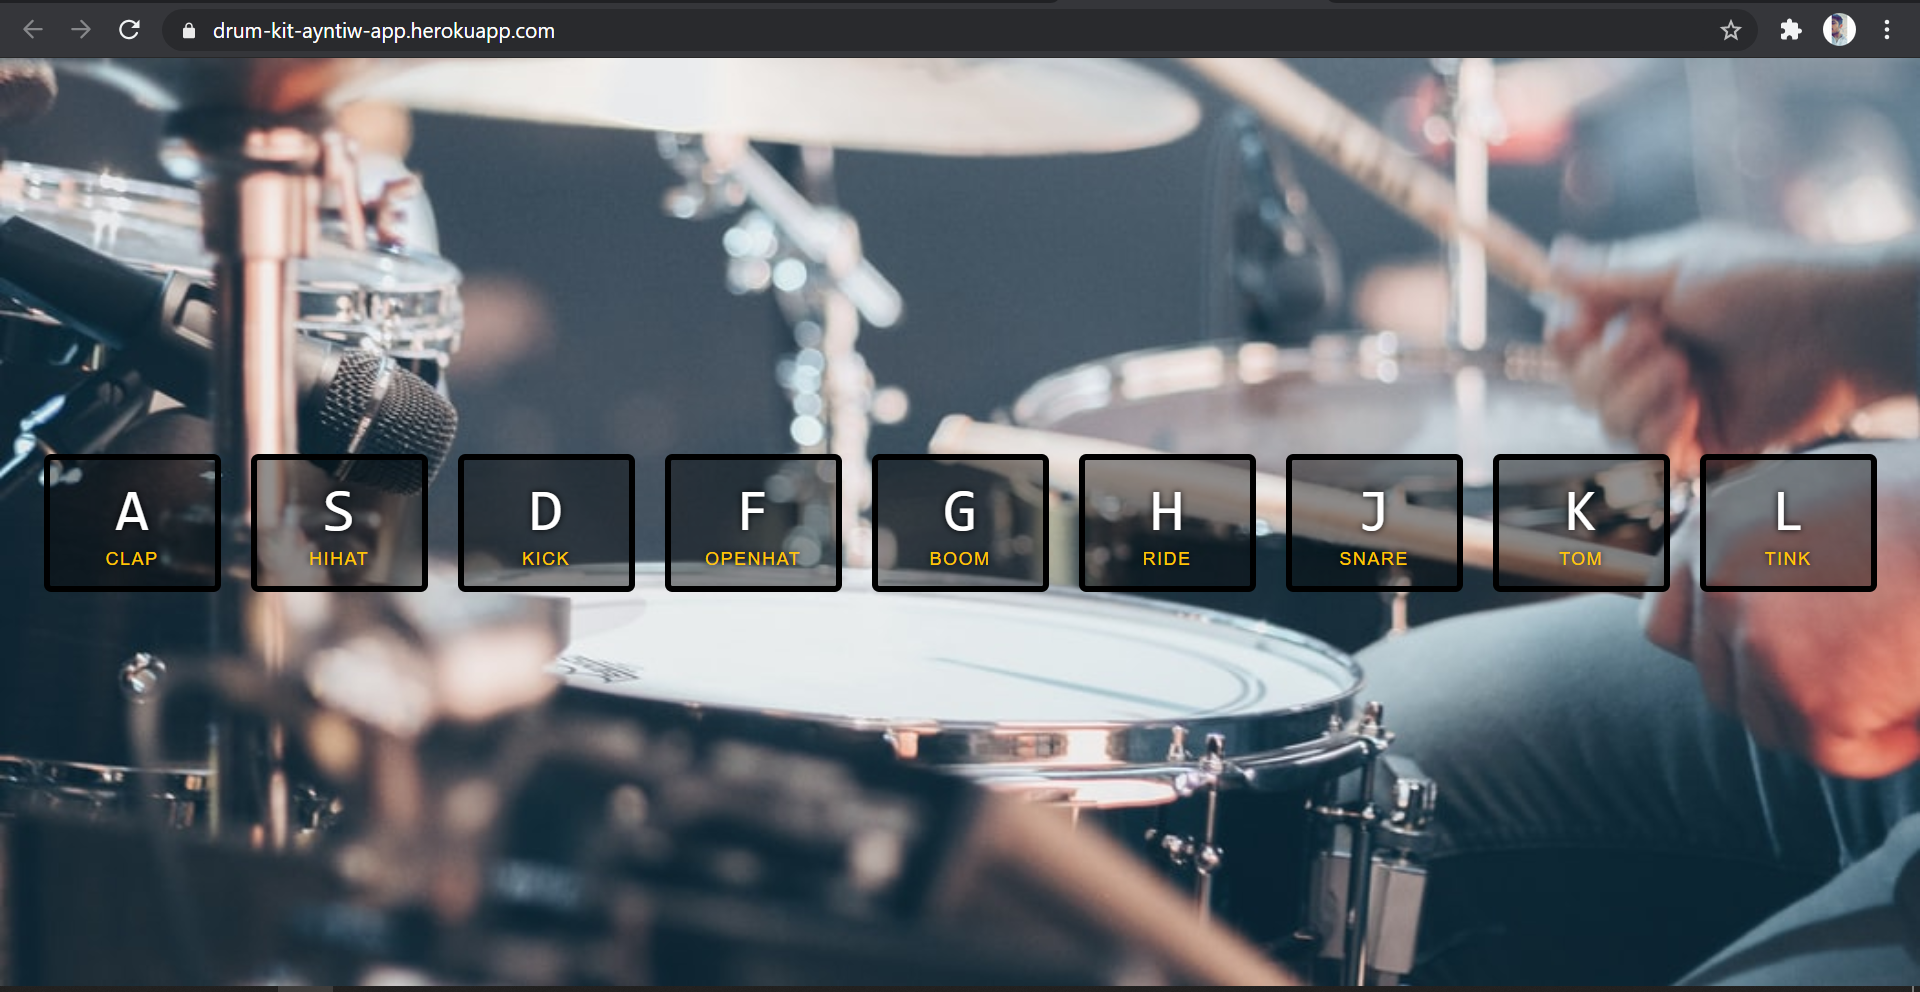 drum-kit-ayntiw-app.herokuapp.com
A S D F G H J K L
CLAP HIHAT KICK OPENHAT BOOM RIDE SNARE TOM TINK